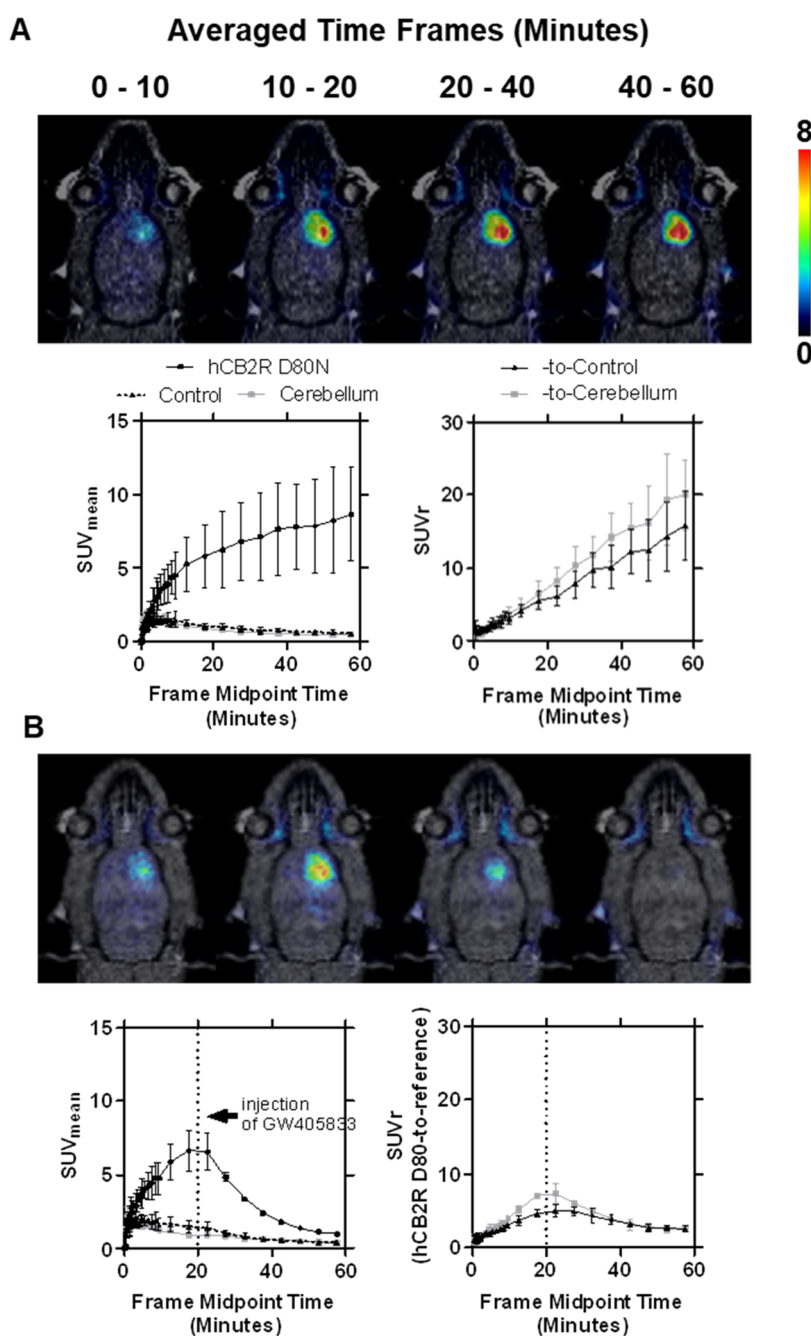 A
Averaged Time Frames (Minutes)
0 - 10 10 - 20 20 - 40 40 - 60
8
0
hCB2R D80N
Control Cerebellum
-to-Control
-to-Cerebellum
15
10
5
0
SUVmean
0 20 40 60
Frame Midpoint Time
(Minutes)
30
20
10
0
SUVr
0 20 40 60
Frame Midpoint Time
(Minutes)
B
15
10
5
0
SUVmean
injection
of GW405833
0 20 40 60
Frame Midpoint Time
(Minutes)
30
20
10
0
SUVr
(hCB2R D80-to-reference)
0 20 40 60
Frame Midpoint Time
(Minutes)